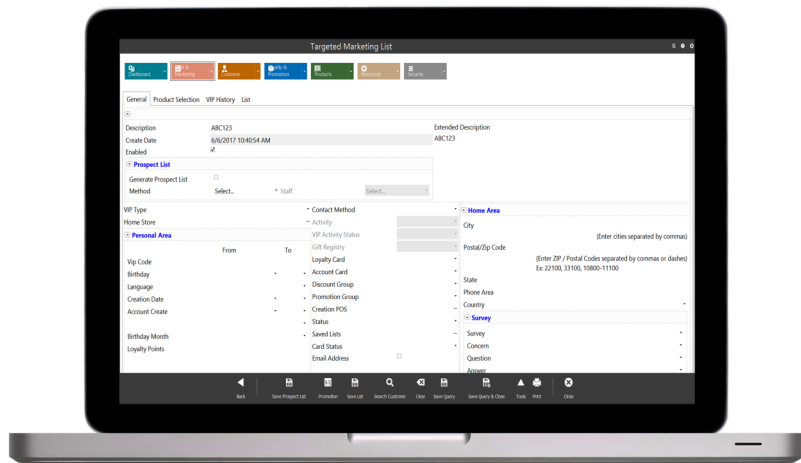 Targeted Marketing List
Dashboard
Marketing
Customer
Promotion
Products
Resources
Security
General Product Selection VIP History List
Description ABC123 Extended Description
Create Date 6/6/2017 10:40:54 AM ABC123
Enabled
Prospect List
Generate Prospect List
Method Select... Staff Select...
VIP Type Contact Method Home Area
Home Store Activity City
(Enter cities separated by commas)
Personal Area VIP Activity Status
From To Gift Registry Postal/Zip Code
Vip Code Loyalty Card (Enter ZIP / Postal Codes separated by commas or dashes)
Ex: 22100, 33100, 10800-11100
Birthday Account Card
Language Discount Group State
Creation Date Promotion Group Phone Area
Account Create Creation POS Country
Status Survey
Birthday Month Saved Lists Survey
Loyalty Points Card Status Concern
Email Address Question
Answer
Back Save Prospect List Promotion Save List Search Customer Clear Save Query Save Query & Close Tools Print Close